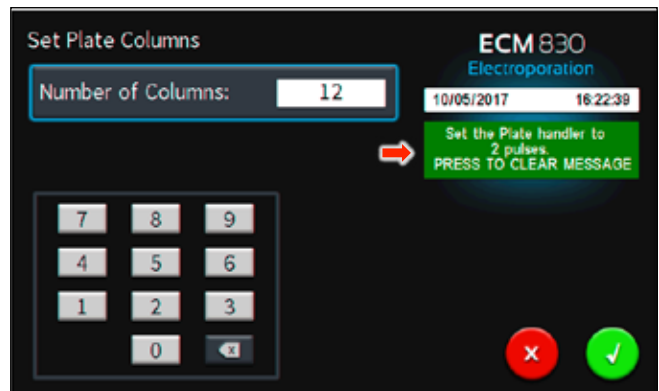 Set Plate Columns
Number of Columns: 12
ECM 830
Electroporation
10/05/2017 16:22:39
Set the Plate handler to
2 pulses.
PRESS TO CLEAR MESSAGE
7 8 9
4 5 6
1 2 3
0 x